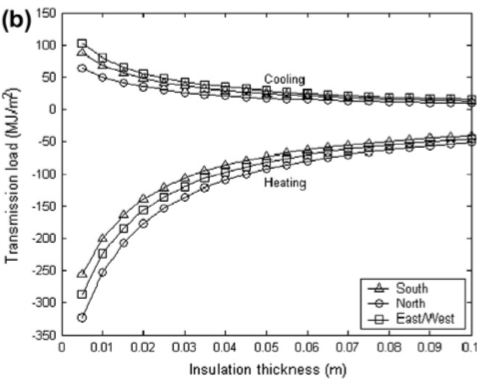 (b)
150
100
50
0
-50
-100
-150
-200
-250
-300
-350
Transmission load (MJ/m²)
Cooling
Heating
South
North
East/West
0 0.01 0.02 0.03 0.04 0.05 0.06 0.07 0.08 0.09 0.1
Insulation thickness (m)